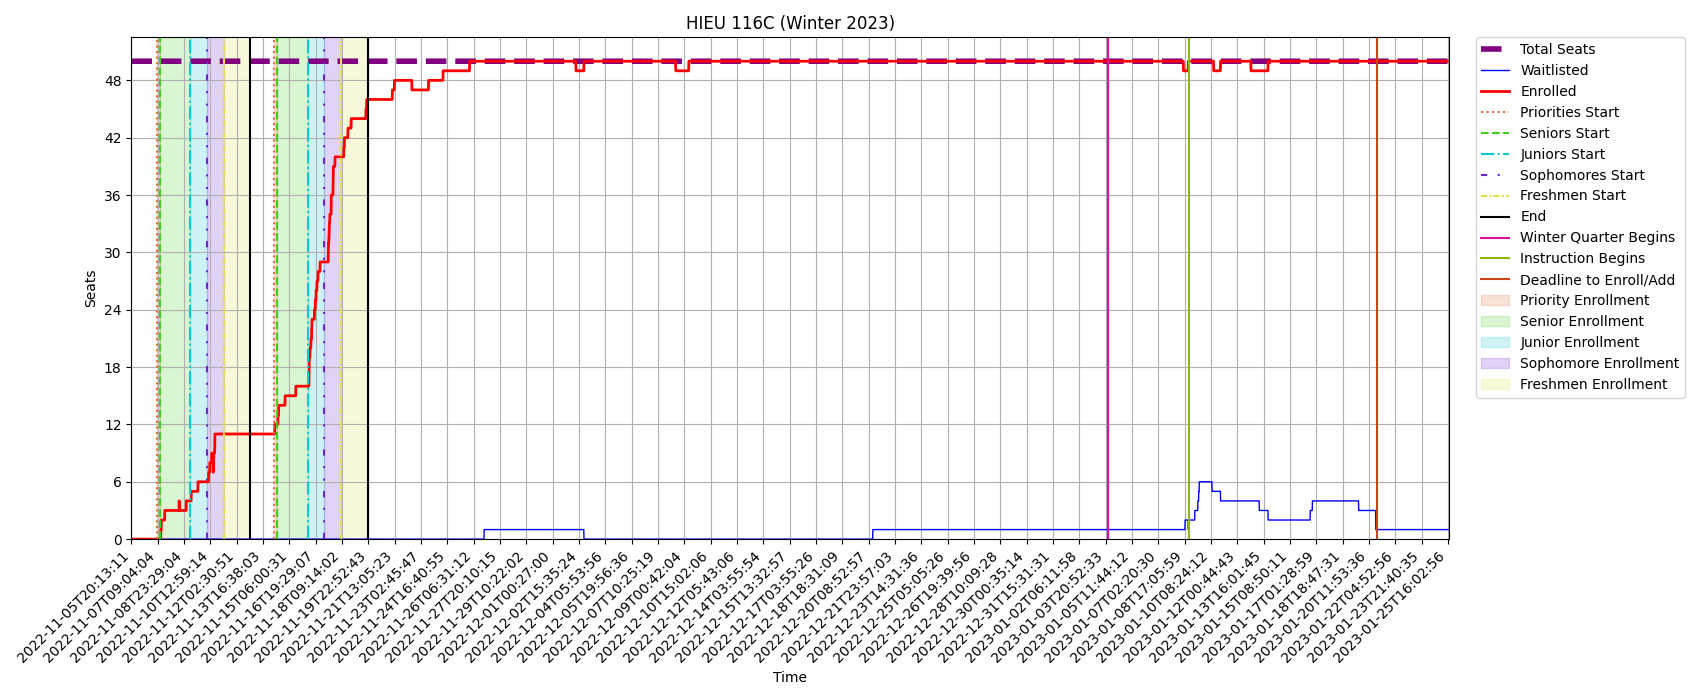 HIEU 116C (Winter 2023)
Seats
48
42
36
30
24
18
12
6
0
2022-11-05T20:13:11
2022-11-07T09:04:04
2022-11-08T23:29:04
2022-11-10T12:59:14
2022-11-12T02:30:51
2022-11-13T16:38:03
2022-11-15T06:00:31
2022-11-16T19:29:07
2022-11-18T09:14:02
2022-11-19T22:52:43
2022-11-21T13:05:23
2022-11-23T02:45:47
2022-11-24T16:40:55
2022-11-26T06:31:12
2022-11-27T20:10:15
2022-11-29T10:22:02
2022-12-01T00:27:00
2022-12-02T15:35:24
2022-12-04T05:53:56
2022-12-05T19:56:36
2022-12-07T10:25:19
2022-12-09T00:42:04
2022-12-10T15:02:06
2022-12-12T05:43:06
2022-12-14T03:55:54
2022-12-15T13:32:57
2022-12-17T03:55:26
2022-12-18T18:31:09
2022-12-20T08:52:57
2022-12-21T23:57:03
2022-12-23T14:31:36
2022-12-25T05:05:26
2022-12-26T19:39:56
2022-12-28T10:09:28
2022-12-30T00:35:14
2022-12-31T15:31:31
2023-01-02T06:11:58
2023-01-03T20:52:33
2023-01-05T11:44:12
2023-01-07T02:20:30
2023-01-08T17:05:59
2023-01-10T08:24:12
2023-01-12T00:44:43
2023-01-13T16:01:45
2023-01-15T08:50:11
2023-01-17T01:28:59
2023-01-18T18:47:31
2023-01-20T11:53:36
2023-01-22T04:52:56
2023-01-23T21:40:35
2023-01-25T16:02:56
Time
Total Seats
Waitlisted
Enrolled
Priorities Start
Seniors Start
Juniors Start
Sophomores Start
Freshmen Start
End
Winter Quarter Begins
Instruction Begins
Deadline to Enroll/Add
Priority Enrollment
Senior Enrollment
Junior Enrollment
Sophomore Enrollment
Freshmen Enrollment